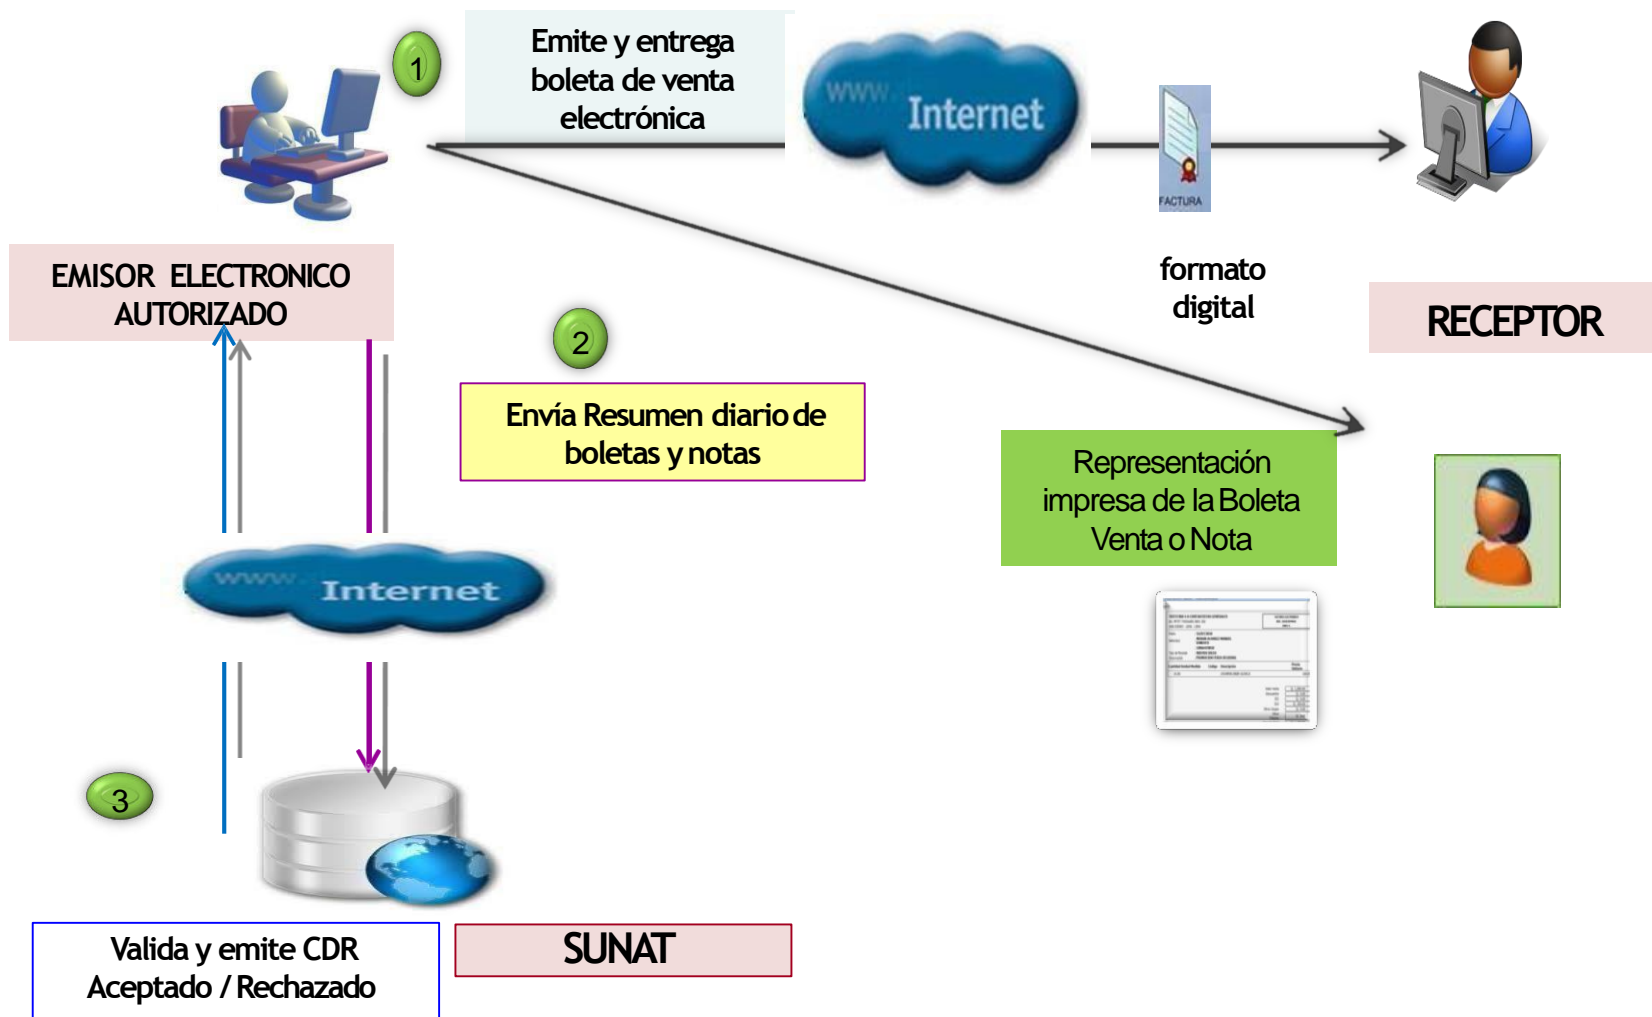 1
Emite y entrega
boleta de venta
electrónica
www.
Internet
FACTURA
formato
digital
EMISOR ELECTRONICO
AUTORIZADO
RECEPTOR
2
Envía Resumen diario de
boletas y notas
Representación
impresa de la Boleta
Venta o Nota
www.
Internet
3
Valida y emite CDR
Aceptado / Rechazado
SUNAT